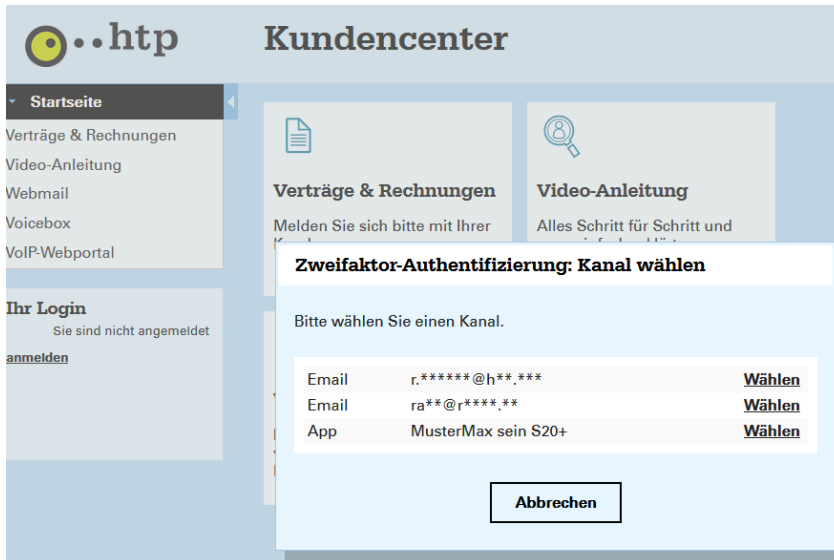 htp
Kundencenter
Startseite
Verträge & Rechnungen
Video-Anleitung
Webmail
Voicebox
VoIP-Webportal
Ihr Login
Sie sind nicht angemeldet
anmelden
Verträge & Rechnungen
Melden Sie sich bitte mit Ihrer
Video-Anleitung
Alles Schritt für Schritt und
Zweifaktor-Authentifizierung: Kanal wählen
Bitte wählen Sie einen Kanal.
Email r.******@h**.*** Wählen
Email ra**@r****.** Wählen
App MusterMax sein S20+ Wählen
Abbrechen